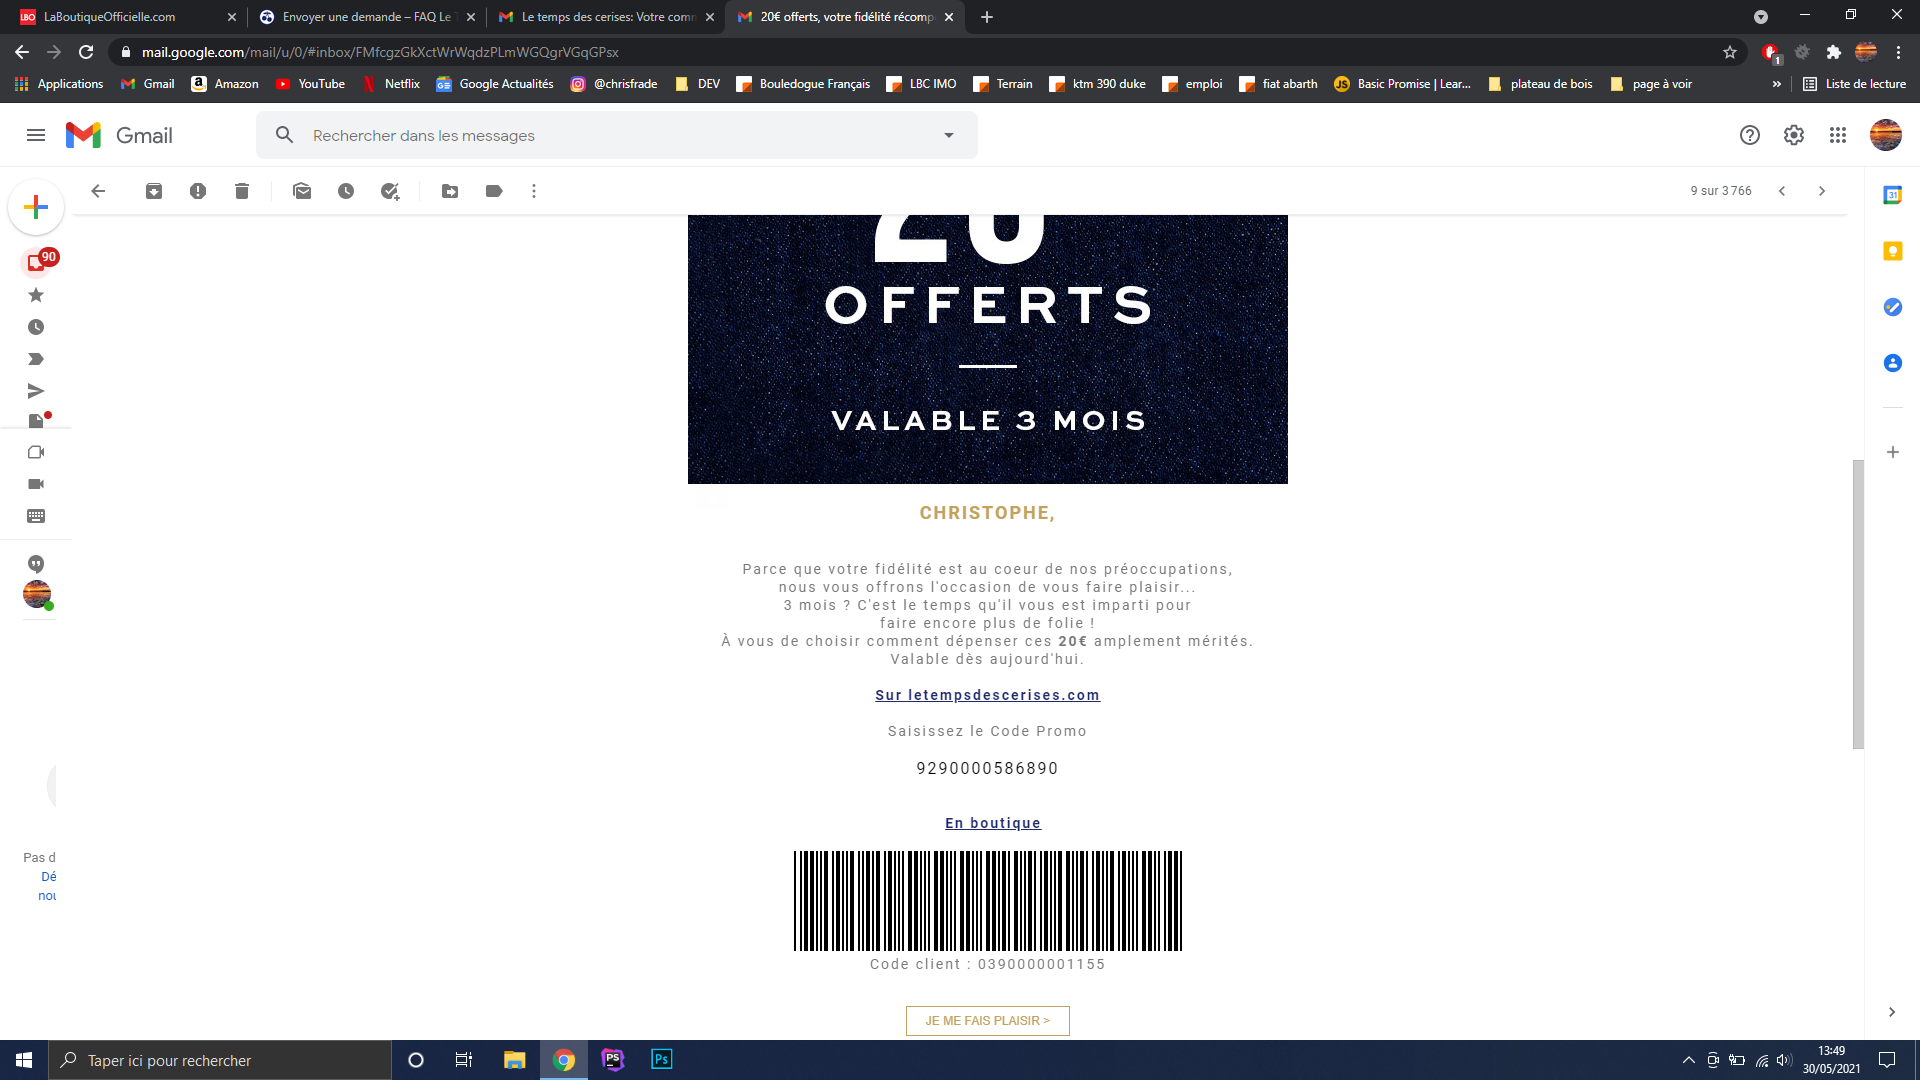 LaBoutiqueOfficielle.com
Envoyer une demande – FAQ Le
Le temps des cerises: Votre com
20€ offerts, votre fidélité récomp
mail.google.com/mail/u/0/#inbox/FMfcgzGkXctWrWqdzPLmWGQgrVGqGPsx
1
Applications
Gmail
Amazon
YouTube
Netflix
Google Actualités
@chrisfrade
DEV
Bouledogue Français
LBC IMO
Terrain
ktm 390 duke
emploi
fiat abarth
Basic Promise | Lear...
plateau de bois
page à voir
»
Liste de lecture
Gmail
Rechercher dans les messages
9 sur 3 766
90
20
OFFERTS
VALABLE 3 MOIS
CHRISTOPHE,
Parce que votre fidélité est au coeur de nos préoccupations,
nous vous offrons l'occasion de vous faire plaisir...
3 mois ? C'est le temps qu'il vous est imparti pour
faire encore plus de folie !
À vous de choisir comment dépenser ces 20€ amplement mérités.
Valable dès aujourd'hui.
Sur letempsdescerises.com
Saisissez le Code Promo
9290000586890
En boutique
Code client : 0390000001155
JE ME FAIS PLAISIR >
Pas d
Dé
nou
Taper ici pour rechercher
13:49
30/05/2021